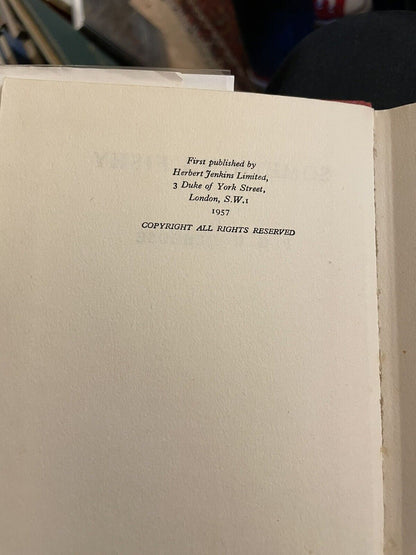 First published by
Herbert Jenkins Limited,
3 Duke of York Street,
London, S.W.1
1957
COPYRIGHT ALL RIGHTS RESERVED